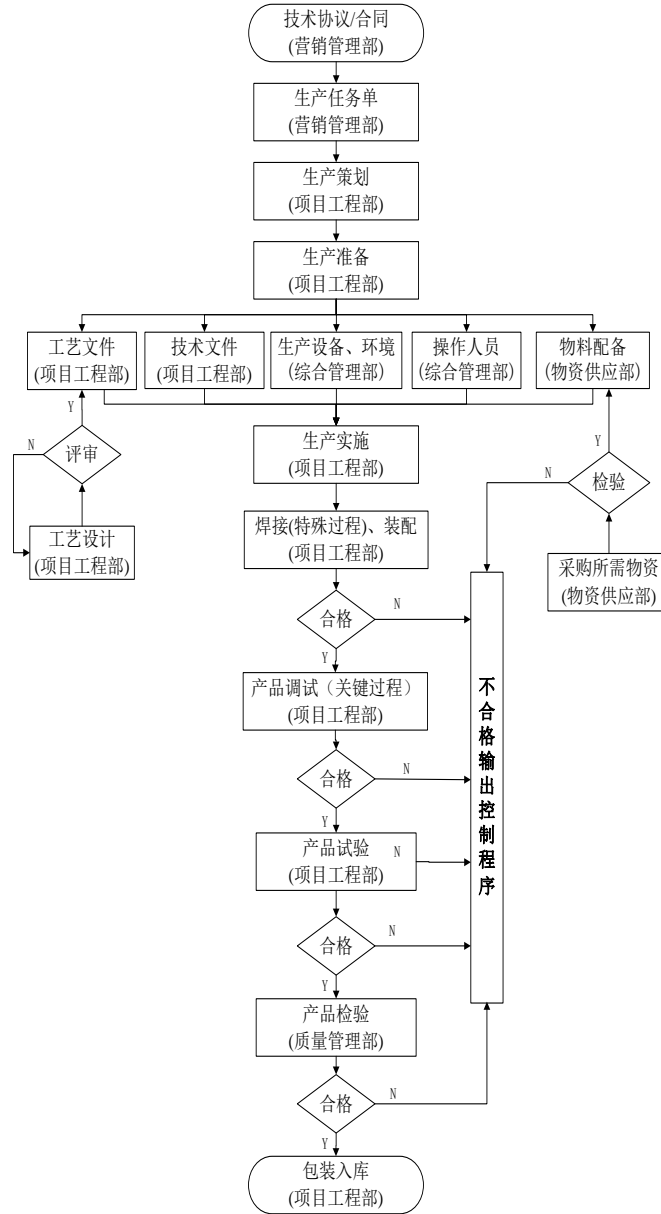 技术协议/合同
(营销管理部)
生产任务单
(营销管理部)
生产策划
(项目工程部)
生产准备
(项目工程部)
工艺文件
(项目工程部)
技术文件
(项目工程部)
生产设备、环境
(综合管理部)
操作人员
(综合管理部)
物料配备
(物资供应部)
Y
N
评审
工艺设计
(项目工程部)
生产实施
(项目工程部)
Y
N
检验
采购所需物资
(物资供应部)
焊接(特殊过程)、装配
(项目工程部)
合格
N
Y
产品调试（关键过程）
(项目工程部)
合格
N
Y
产品试验
(项目工程部)
N
合格
N
Y
产品检验
(质量管理部)
合格
N
Y
包装入库
(项目工程部)
不合格输出控制程序